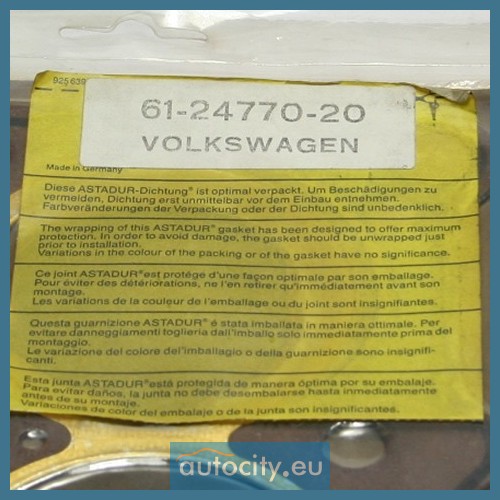 925 639
61-24770-20
VOLKSWAGEN
Made in Germany
Diese ASTADUR-Dichtung® ist optimal verpackt. Um Beschädigungen zu
vermeiden, Dichtung erst unmittelbar vor dem Einbau entnehmen.
Farbveränderungen der Verpackung oder der Dichtung sind unbedenklich.
The wrapping of this ASTADUR® gasket has been designed to offer maximum
protection. In order to avoid damage, the gasket should be unwrapped just
prior to installation.
Variations in the colour of the packing or of the gasket have no significance.
Ce joint ASTADUR® est protégé d'une façon optimale par son emballage.
Pour éviter des détériorations, ne l'en retirer qu'immédiatement avant son
montage.
Les variations de la couleur de l'emballage ou du joint sont insignifiantes.
Questa guarnizione ASTADUR® é stata imballata in maniera ottimale. Per
evitare danneggiamenti toglierla dall'imballo solo immediatamente prima del
montaggio.
Le variazione del colore del'imballagio o della guarnizione sono insignifi-
canti.
Esta junta ASTADUR® está protegida de manera óptima por su embalaje.
Para evitar daños, la junta no debe desembalarse hasta inmediatamente
antes de su montaje.
Variaciones de color del embalaje o de la junta son insignificantes.
autocity.eu